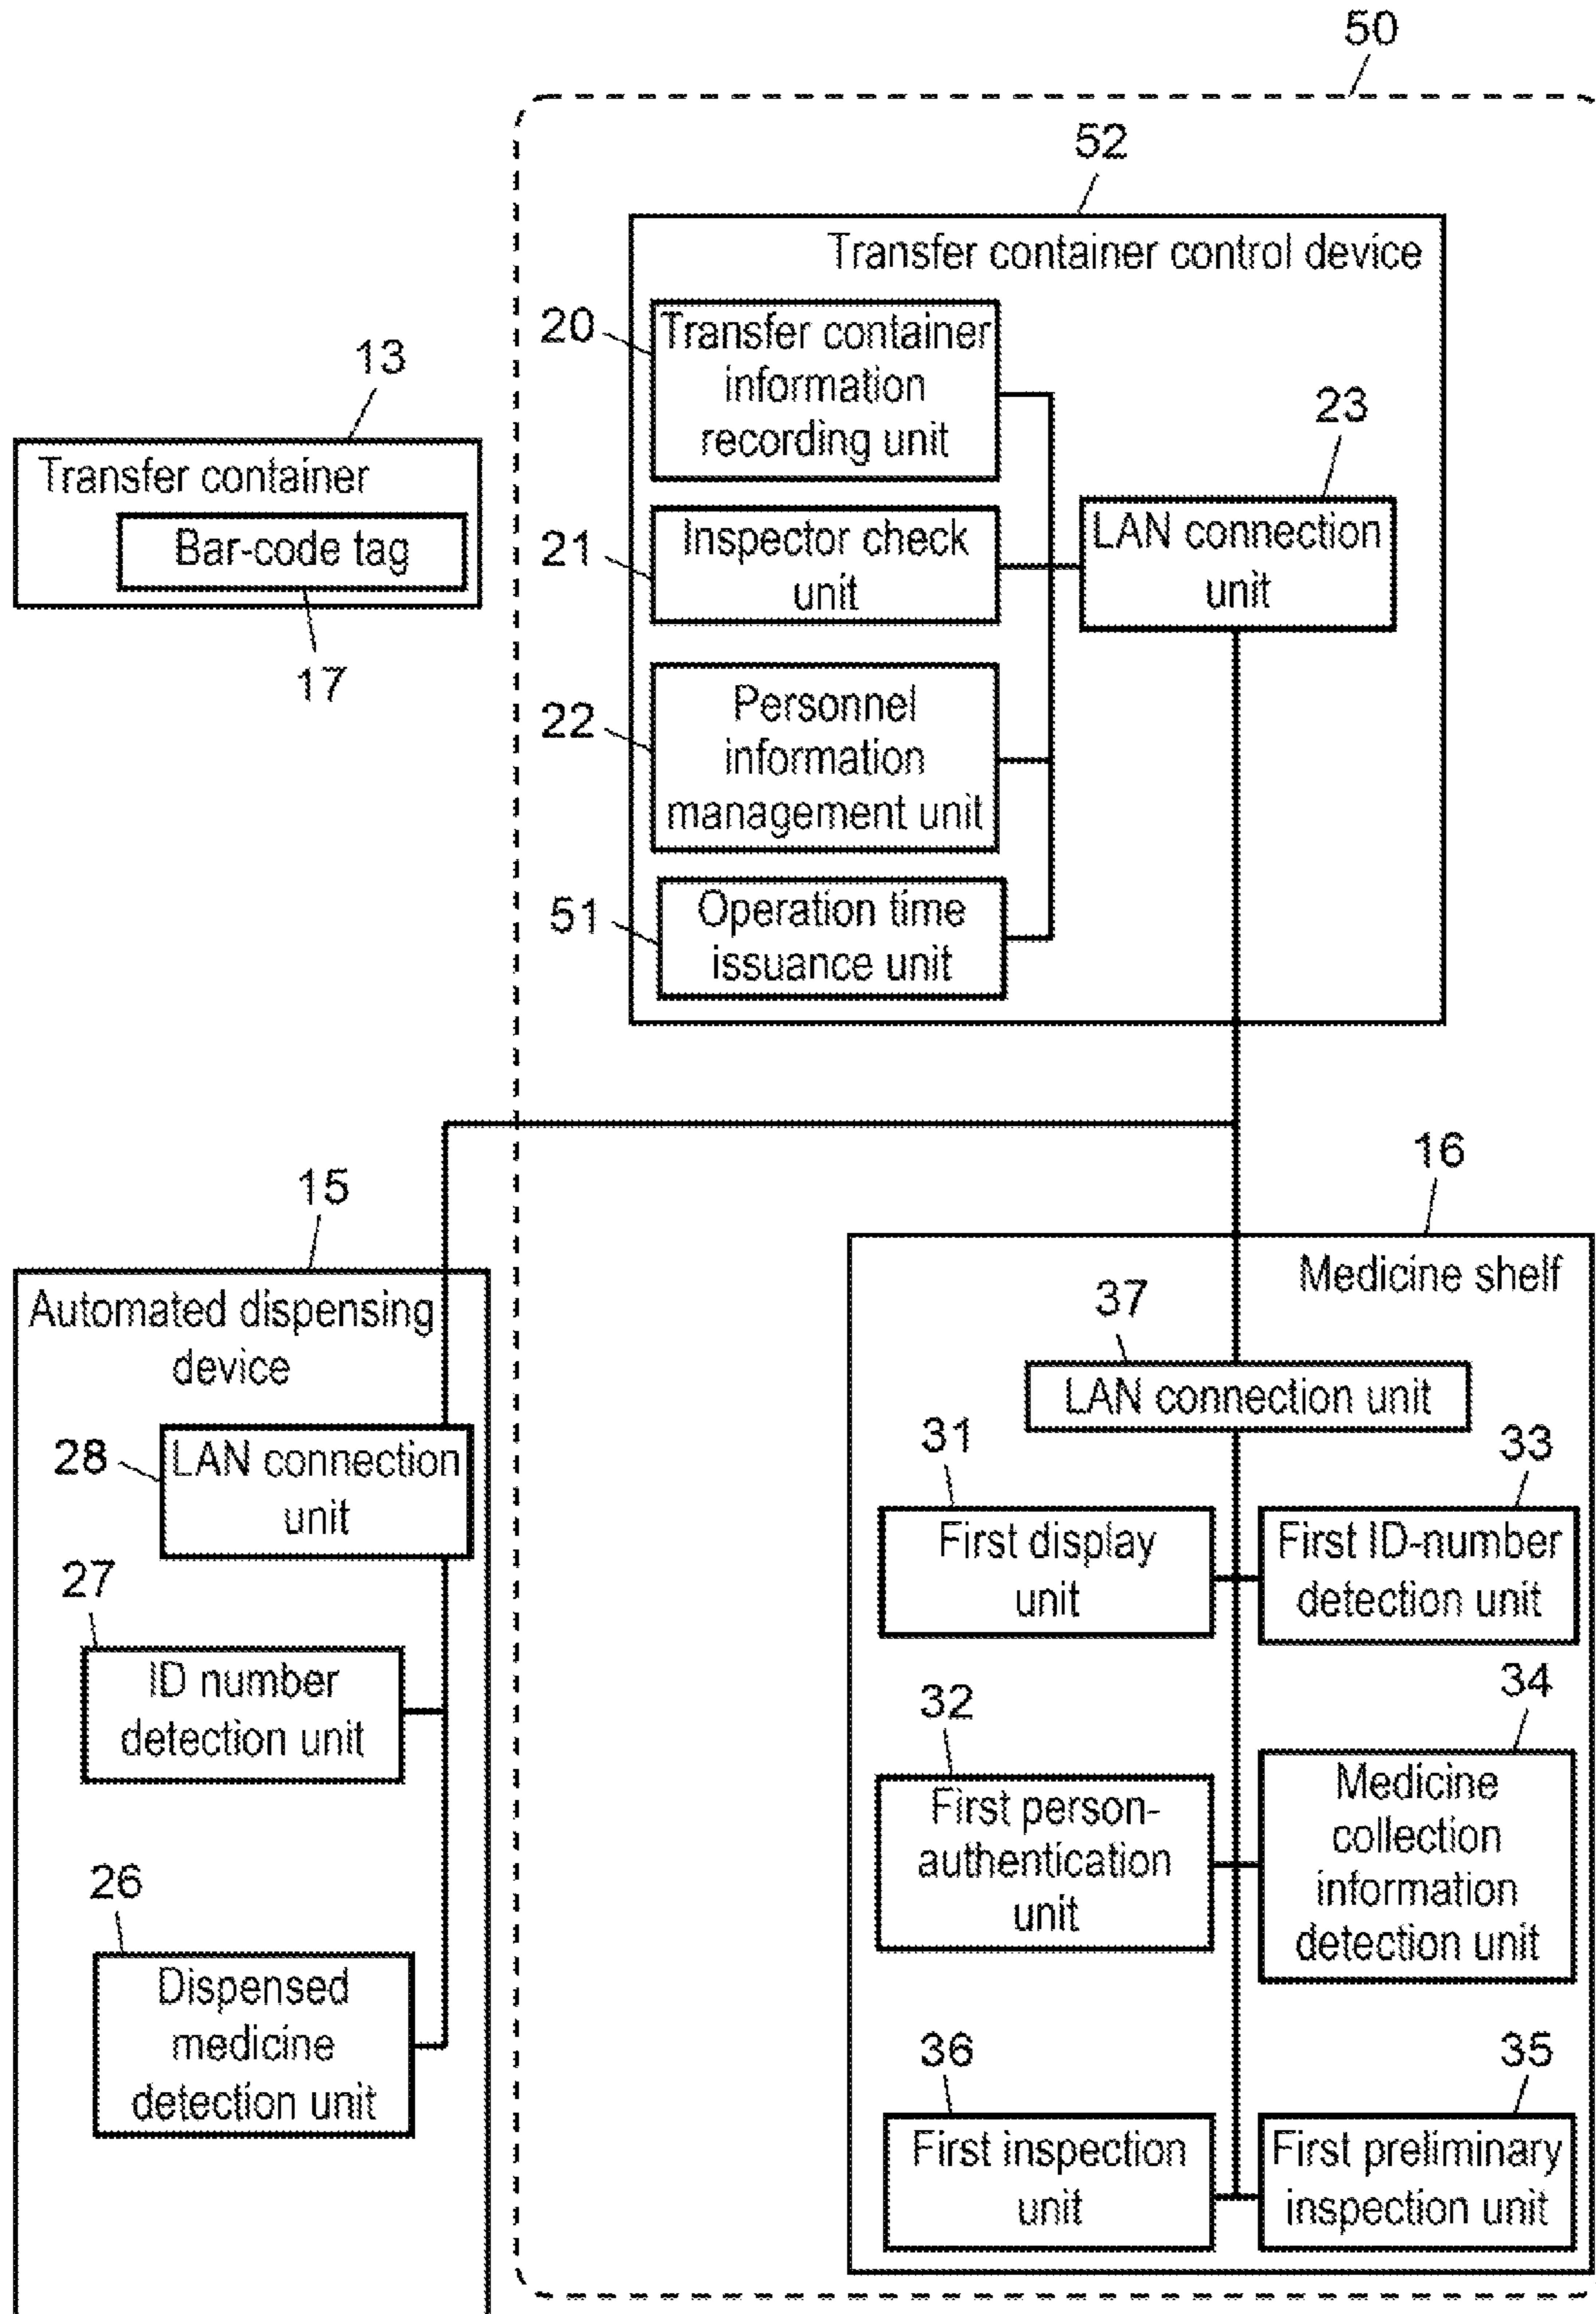 50
52
Transfer container control device
20
Transfer container
information
recording unit
13
Transfer container
Bar-code tag
17
23
LAN connection
unit
21
Inspector check
unit
22
Personnel
information
management unit
51
Operation time
issuance unit
16
Medicine shelf
15
Automated dispensing
device
37
LAN connection unit
28
LAN connection
unit
31
First display
unit
33
First ID-number
detection unit
27
ID number
detection unit
32
First person-
authentication
unit
34
Medicine
collection
information
detection unit
26
Dispensed
medicine
detection unit
36
First inspection
unit
35
First preliminary
inspection unit